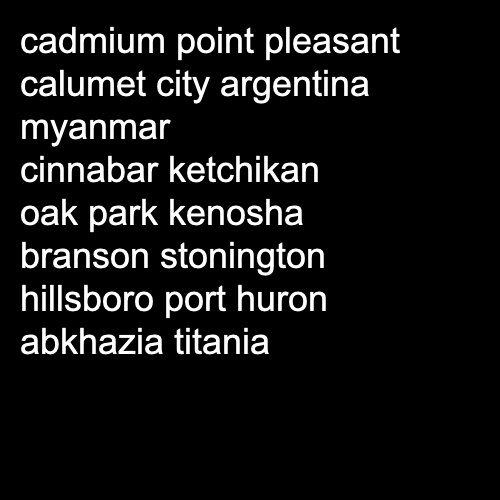 cadmium point pleasant
calumet city argentina
myanmar
cinnabar ketchikan
oak park kenosha
branson stonington
hillsboro port huron
abkhazia titania